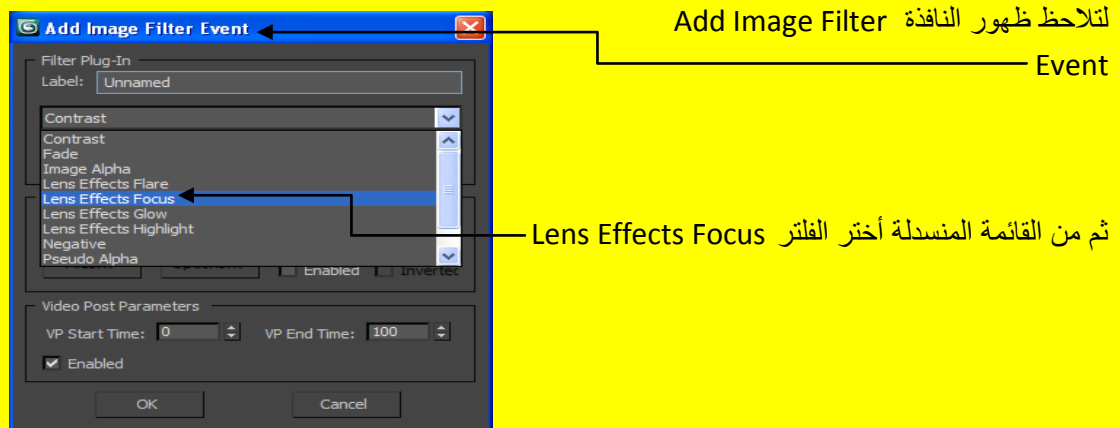 لتلاحظ ظهور النافذة Add Image Filter
Event
ثم من القائمة المنسدلة أختر الفلتر Lens Effects Focus
Add Image Filter Event
Filter Plug-In
Label: Unnamed
Contrast
Contrast
Fade
Image Alpha
Lens Effects Flare
Lens Effects Focus
Lens Effects Glow
Lens Effects Highlight
Negative
Pseudo Alpha
Enabled
Video Post Parameters
VP Start Time: 0 VP End Time: 100
Enabled
OK Cancel